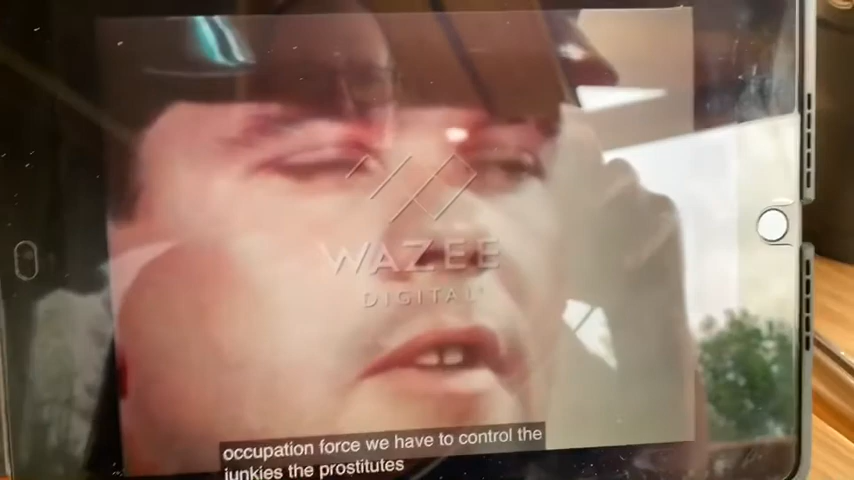 WAZEE
DIGITAL
occupation force we have to control the
junkies the prostitutes